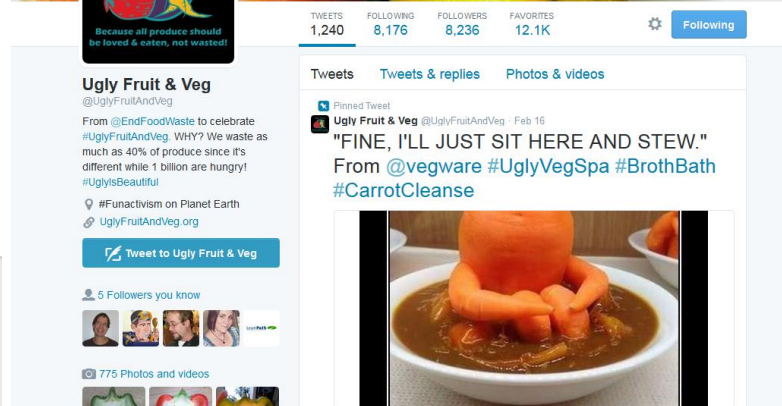 Because all produce should
be loved & eaten, not wasted!
TWEETS FOLLOWING FOLLOWERS FAVORITES
1,240 8,176 8,236 12.1K
Following
Ugly Fruit & Veg
@UglyFruitAndVeg
From @EndFoodWaste to celebrate
#UglyFruitAndVeg. WHY? We waste as
much as 40% of produce since it's
different while 1 billion are hungry!
#UglyIsBeautiful
#Funactivism on Planet Earth
UglyFruitAndVeg.org
Tweet to Ugly Fruit & Veg
5 Followers you know
LeanPath
775 Photos and videos
Tweets Tweets & replies Photos & videos
Pinned Tweet
Ugly Fruit & Veg @UglyFruitAndVeg · Feb 16
"FINE, I'LL JUST SIT HERE AND STEW."
From @vegware #UglyVegSpa #BrothBath
#CarrotCleanse